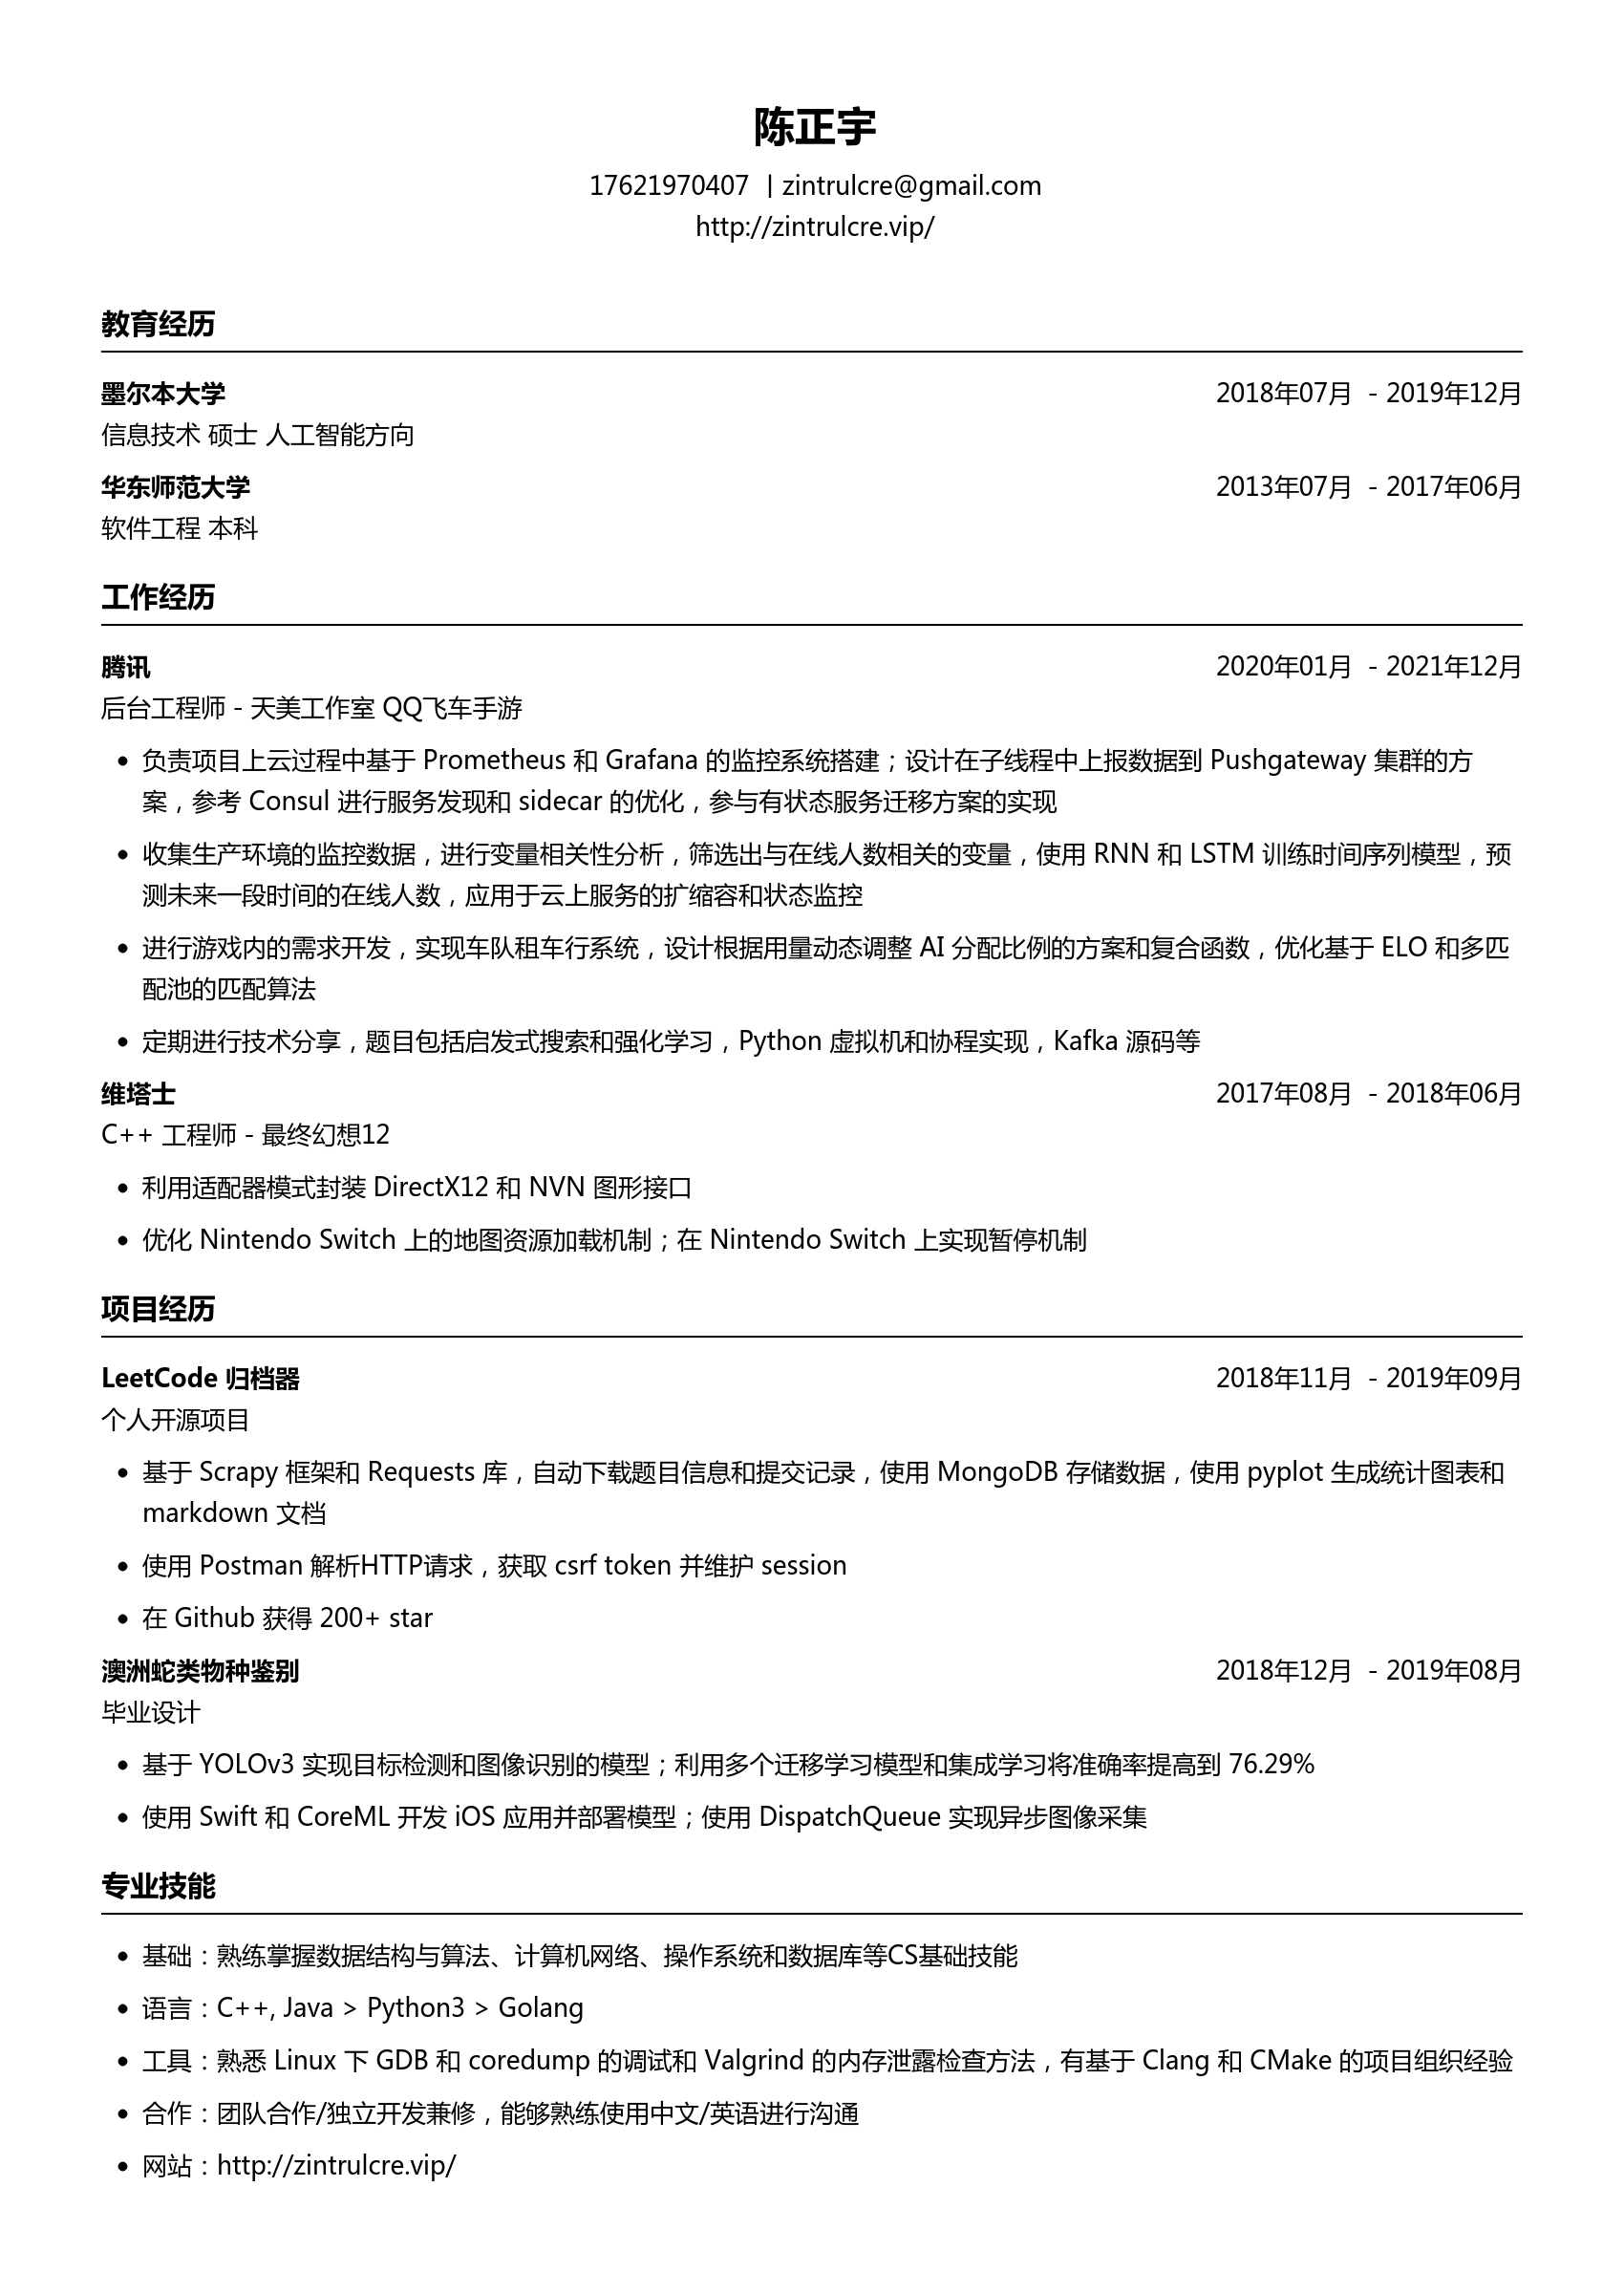 陈正宇
17621970407 | zintrulcre@gmail.com
http://zintrulcre.vip/
教育经历
墨尔本大学 2018年07月 - 2019年12月
信息技术 硕士 人工智能方向
华东师范大学 2013年07月 - 2017年06月
软件工程 本科
工作经历
腾讯 2020年01月 - 2021年12月
后台工程师 - 天美工作室 QQ飞车手游
• 负责项目上云过程中基于 Prometheus 和 Grafana 的监控系统搭建；设计在子线程中上报数据到 Pushgateway 集群的方
案，参考 Consul 进行服务发现和 sidecar 的优化，参与有状态服务迁移方案的实现
• 收集生产环境的监控数据，进行变量相关性分析，筛选出与在线人数相关的变量，使用 RNN 和 LSTM 训练时间序列模型，预
测未来一段时间的在线人数，应用于云上服务的扩缩容和状态监控
• 进行游戏内的需求开发，实现车队租车行系统，设计根据用量动态调整 AI 分配比例的方案和复合函数，优化基于 ELO 和多匹
配池的匹配算法
• 定期进行技术分享，题目包括启发式搜索和强化学习，Python 虚拟机和协程实现，Kafka 源码等
维塔士 2017年08月 - 2018年06月
C++ 工程师 - 最终幻想12
• 利用适配器模式封装 DirectX12 和 NVN 图形接口
• 优化 Nintendo Switch 上的地图资源加载机制；在 Nintendo Switch 上实现暂停机制
项目经历
LeetCode 归档器 2018年11月 - 2019年09月
个人开源项目
• 基于 Scrapy 框架和 Requests 库，自动下载题目信息和提交记录，使用 MongoDB 存储数据，使用 pyplot 生成统计图表和
markdown 文档
• 使用 Postman 解析HTTP请求，获取 csrf token 并维护 session
• 在 Github 获得 200+ star
澳洲蛇类物种鉴别 2018年12月 - 2019年08月
毕业设计
• 基于 YOLOv3 实现目标检测和图像识别的模型；利用多个迁移学习模型和集成学习将准确率提高到 76.29%
• 使用 Swift 和 CoreML 开发 iOS 应用并部署模型；使用 DispatchQueue 实现异步图像采集
专业技能
• 基础：熟练掌握数据结构与算法、计算机网络、操作系统和数据库等CS基础技能
• 语言：C++, Java > Python3 > Golang
• 工具：熟悉 Linux 下 GDB 和 coredump 的调试和 Valgrind 的内存泄露检查方法，有基于 Clang 和 CMake 的项目组织经验
• 合作：团队合作/独立开发兼修，能够熟练使用中文/英语进行沟通
• 网站：http://zintrulcre.vip/